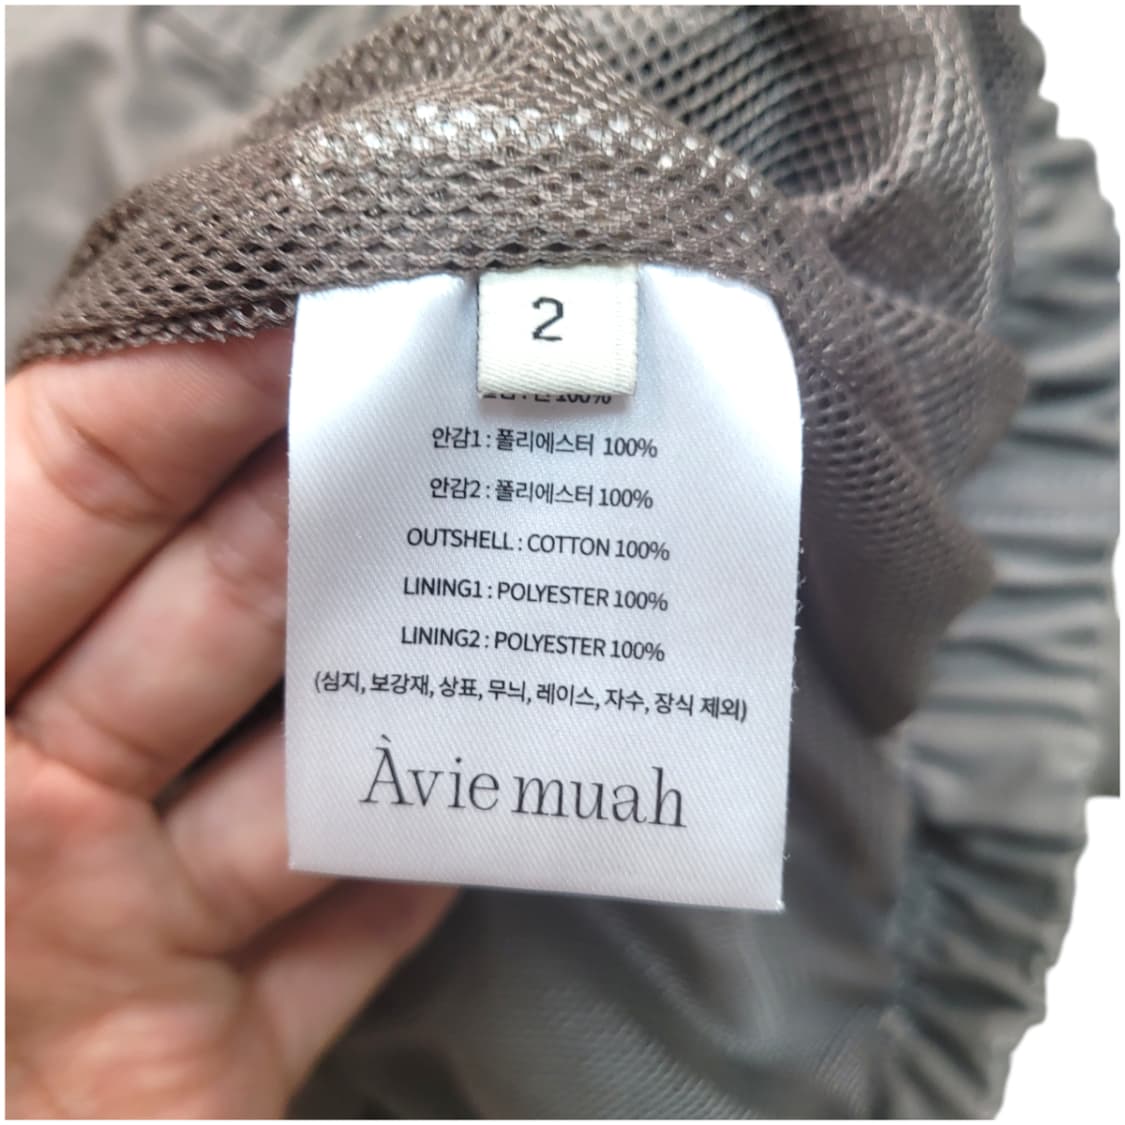 2
100%
안감1 : 폴리에스터 100%
안감2 : 폴리에스터 100%
OUTSHELL : COTTON 100%
LINING1 : POLYESTER 100%
LINING2 : POLYESTER 100%
(심지, 보강재, 상표, 무늬, 레이스, 자수, 장식 제외)
Àvie muah